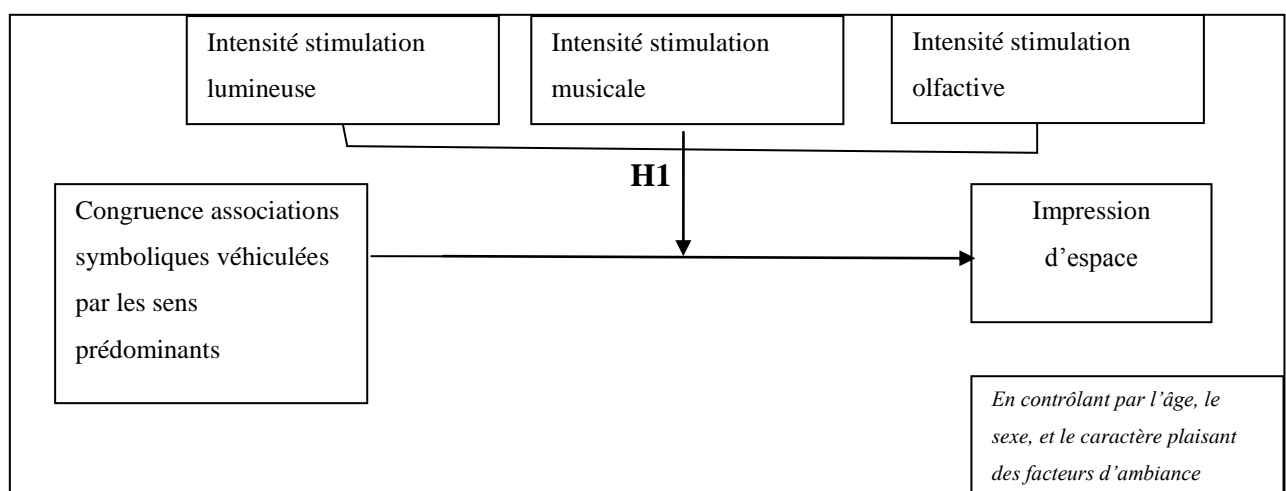 Intensité stimulation
lumineuse
Intensité stimulation
musicale
Intensité stimulation
olfactive
H1
Congruence associations
symboliques véhiculées
par les sens
prédominants
Impression
d’espace
En contrôlant par l’âge, le
sexe, et le caractère plaisant
des facteurs d’ambiance